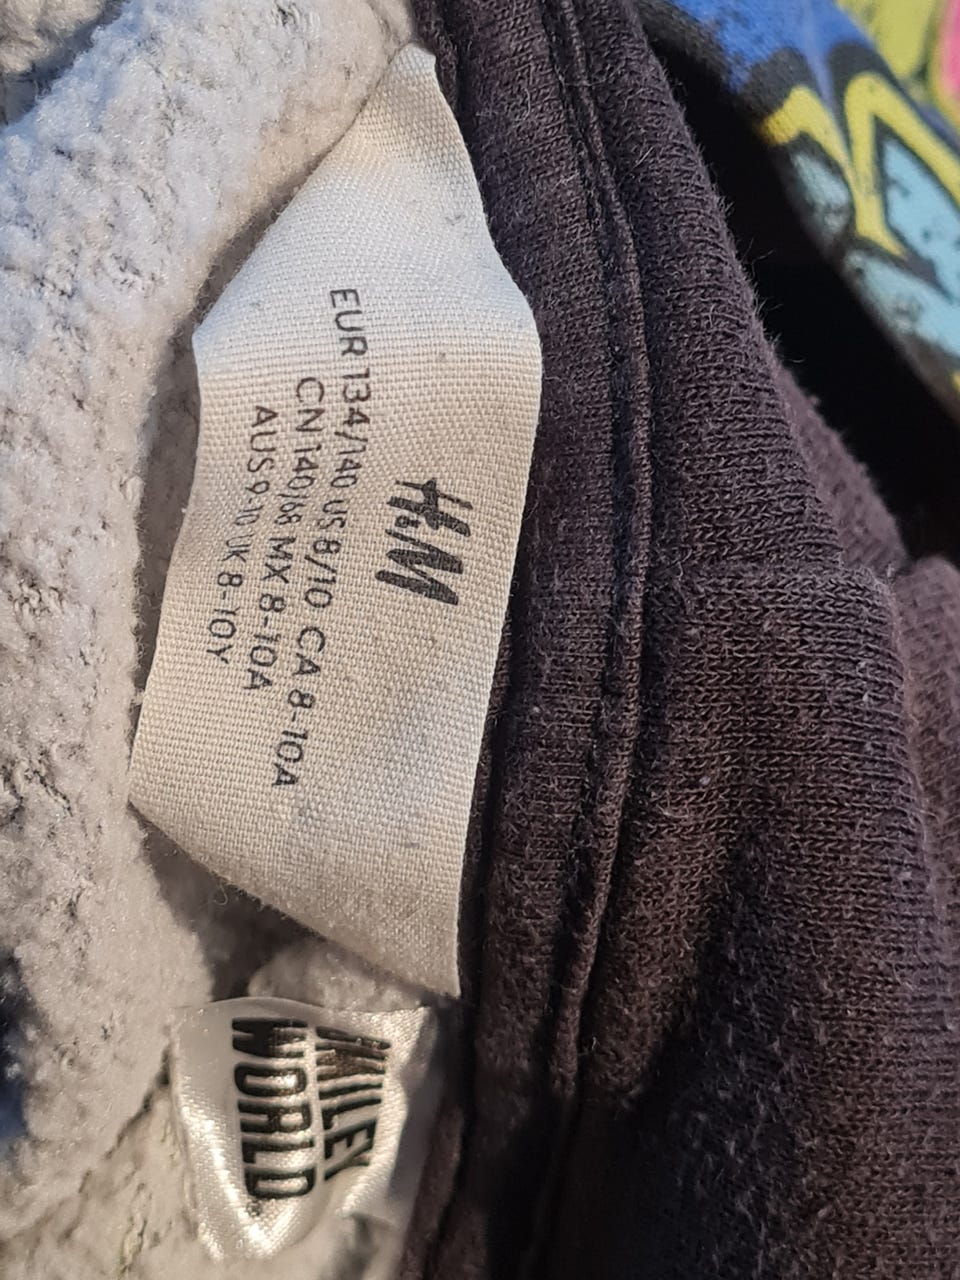 H&M
EUR 134/140 US 8/10 CA 8-10A
CN 140/68 MX 8-10A
AUS 9-10 UK 8-10Y
SMILEY
WORLD